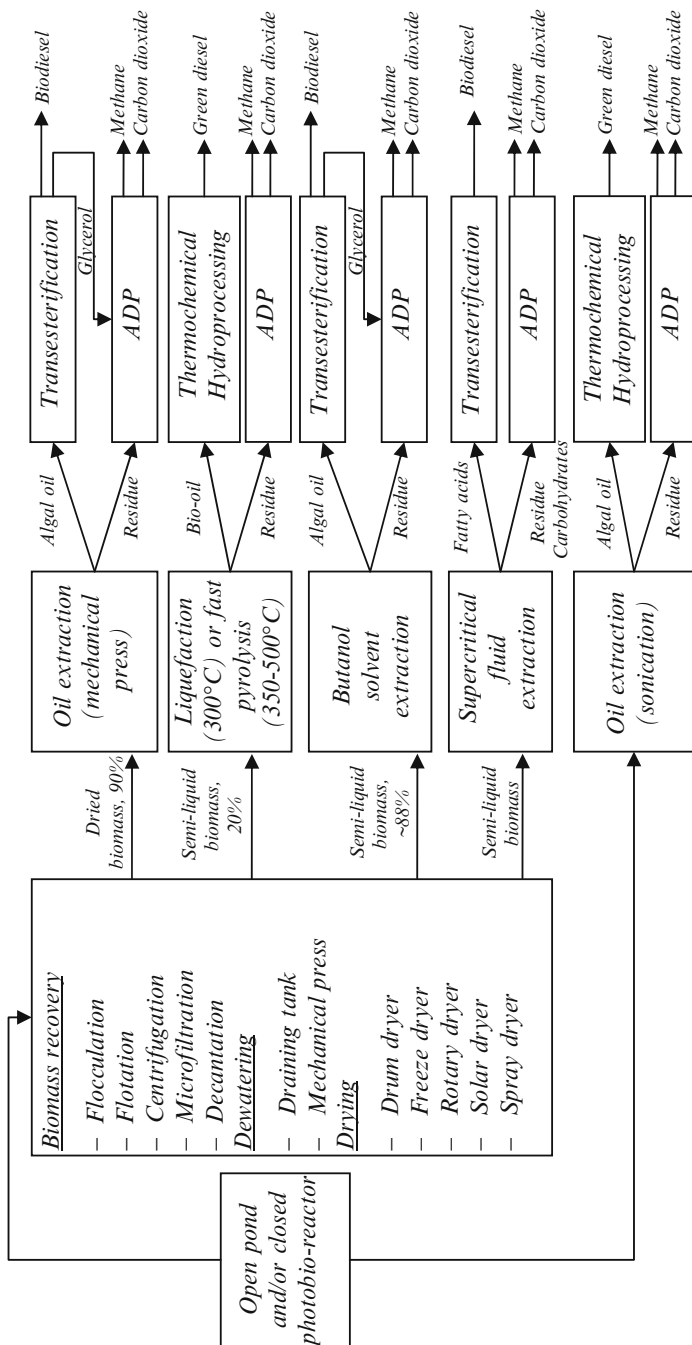 Open pond
and/or closed
photobio-reactor
Biomass recovery
– Flocculation
– Flotation
– Centrifugation
– Microfiltration
– Decantation
Dewatering
– Draining tank
– Mechanical press
Drying
– Drum dryer
– Freeze dryer
– Rotary dryer
– Solar dryer
– Spray dryer
Dried
biomass, 90%
Semi-liquid
biomass,
20%
Semi-liquid
biomass,
~88%
Semi-liquid
biomass
Oil extraction
(mechanical
press)
Liquefaction
(300°C) or fast
pyrolysis
(350-500°C)
Butanol
solvent
extraction
Supercritical
fluid
extraction
Oil extraction
(sonication)
Algal oil
Residue
Bio-oil
Residue
Algal oil
Residue
Fatty acids
Residue
Carbohydrates
Algal oil
Residue
Transesterification
Glycerol
ADP
Thermochemical
Hydroprocessing
ADP
Transesterification
Glycerol
ADP
Transesterification
ADP
Thermochemical
Hydroprocessing
ADP
Biodiesel
Methane
Carbon dioxide
Green diesel
Methane
Carbon dioxide
Biodiesel
Methane
Carbon dioxide
Biodiesel
Methane
Carbon dioxide
Green diesel
Methane
Carbon dioxide